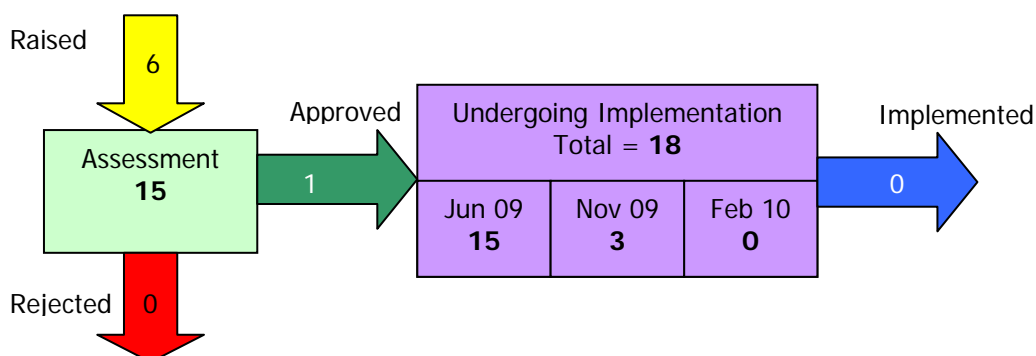 Raised
6
Approved
Undergoing Implementation
Total = 18
Implemented
Assessment
15
1
0
Jun 09
15
Nov 09
3
Feb 10
0
Rejected
0